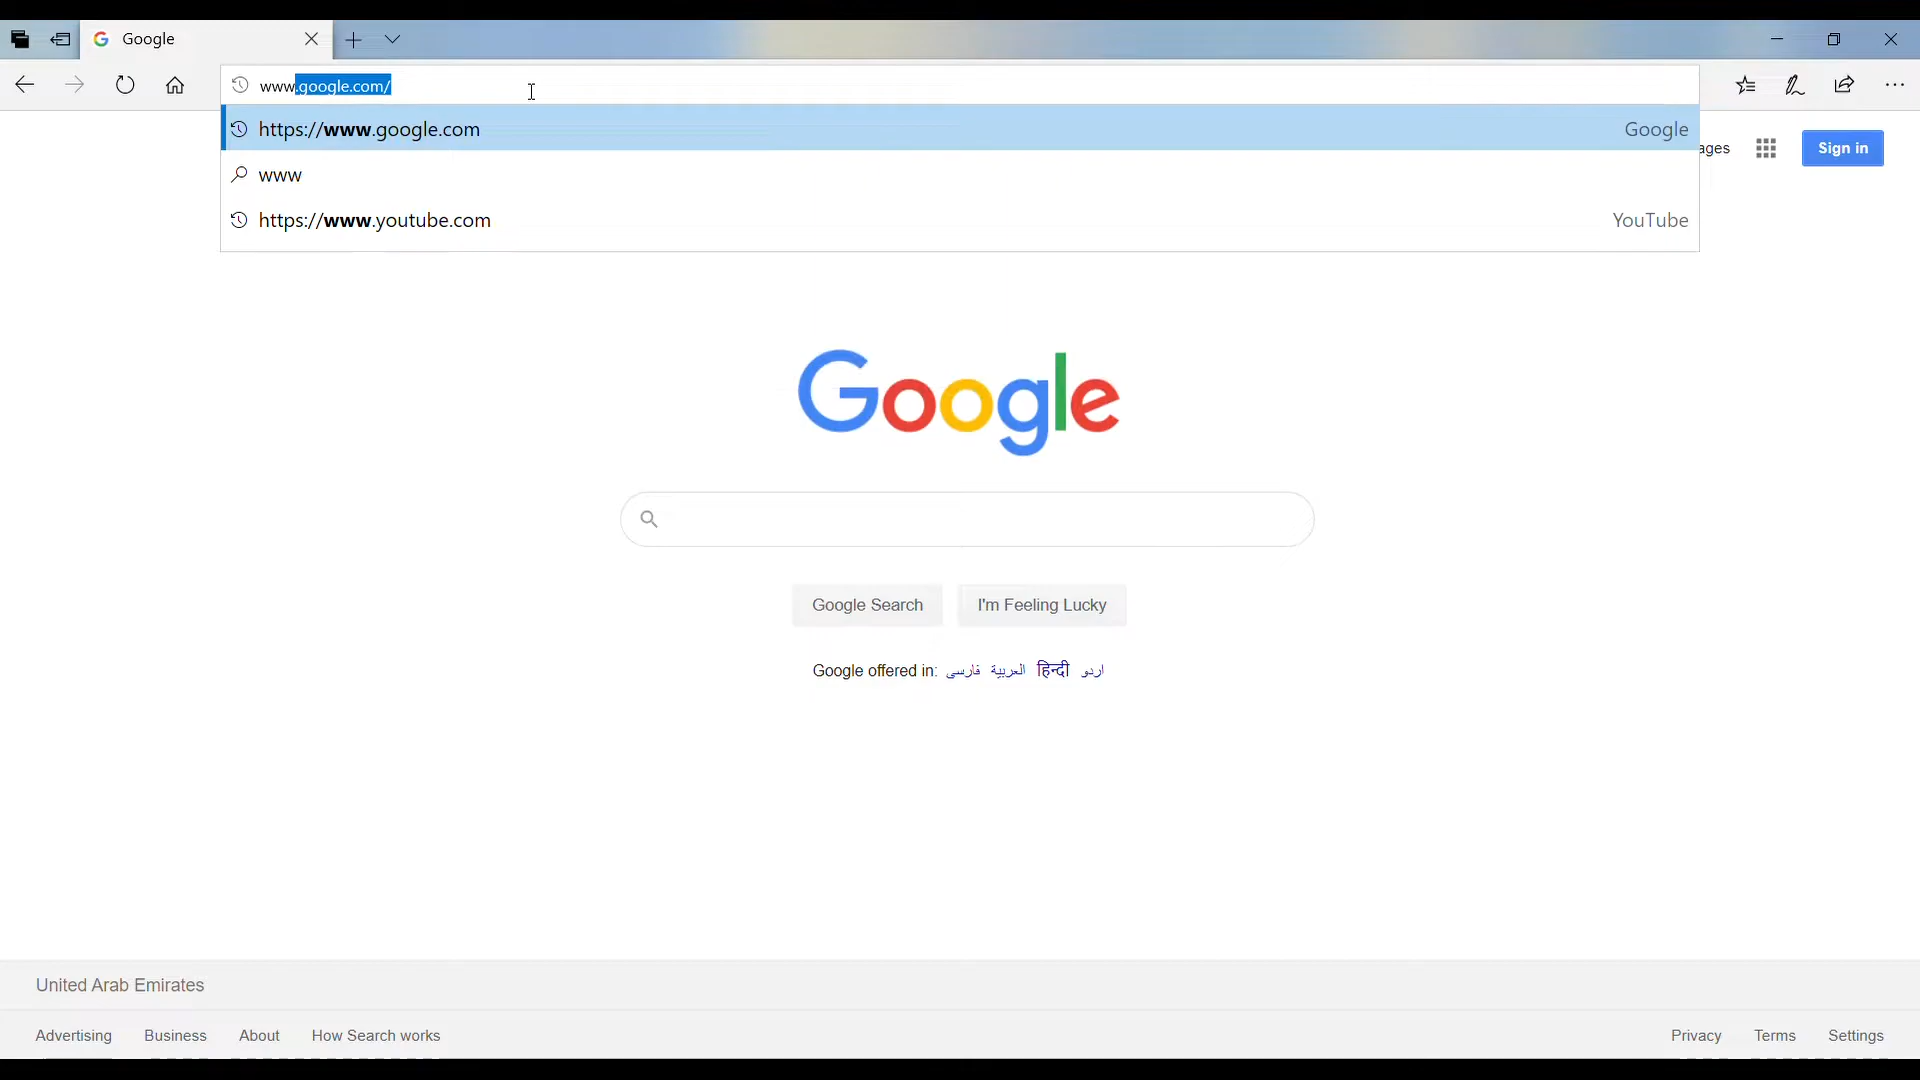 Google
www.google.com/
https://www.google.com Google
www
https://www.youtube.com YouTube
ages Sign in
Google
Google Search I'm Feeling Lucky
Google offered in: فارسی العربية हिन्दी اردو
United Arab Emirates
Advertising Business About How Search works Privacy Terms Settings